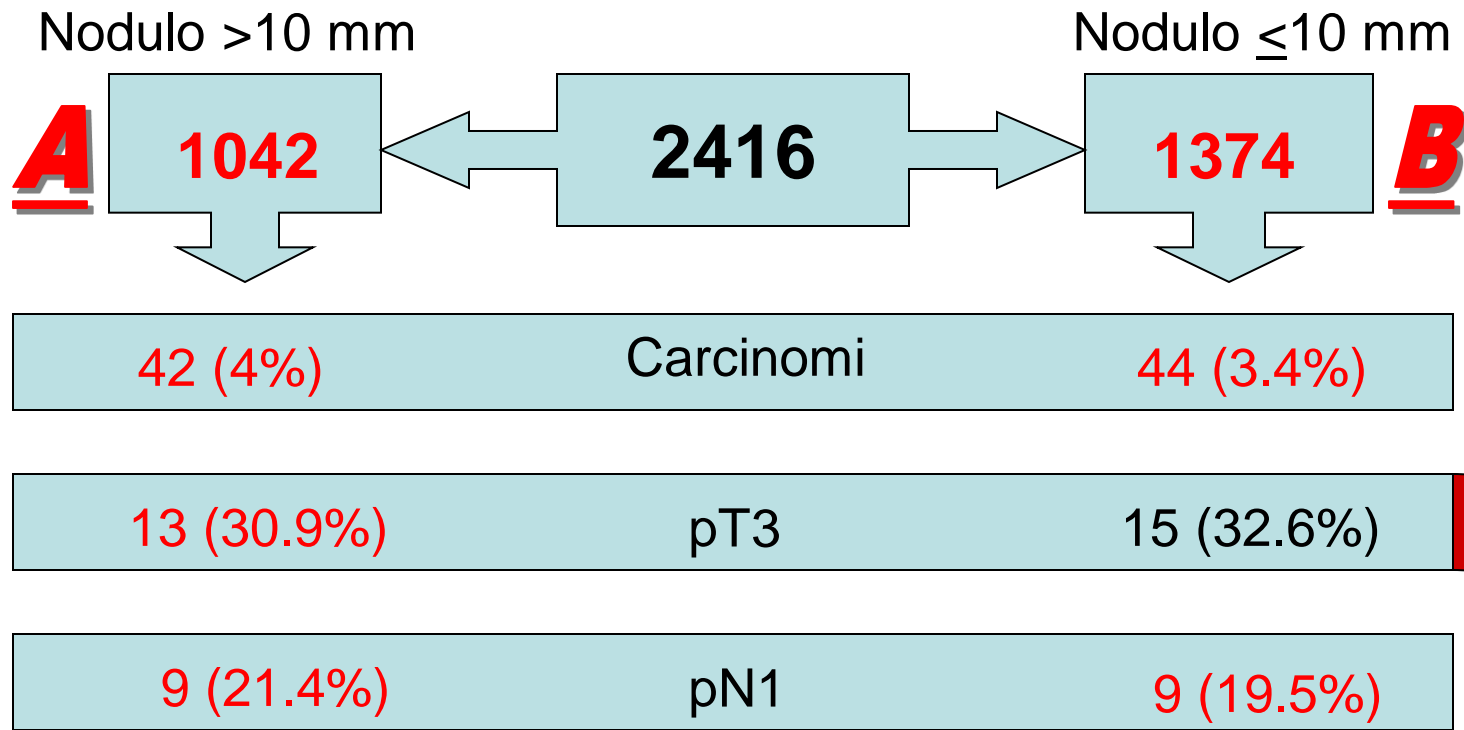 Nodulo >10 mm
Nodulo ≤10 mm
A
1042
2416
1374
B
42 (4%)
Carcinomi
44 (3.4%)
13 (30.9%)
pT3
15 (32.6%)
9 (21.4%)
pN1
9 (19.5%)